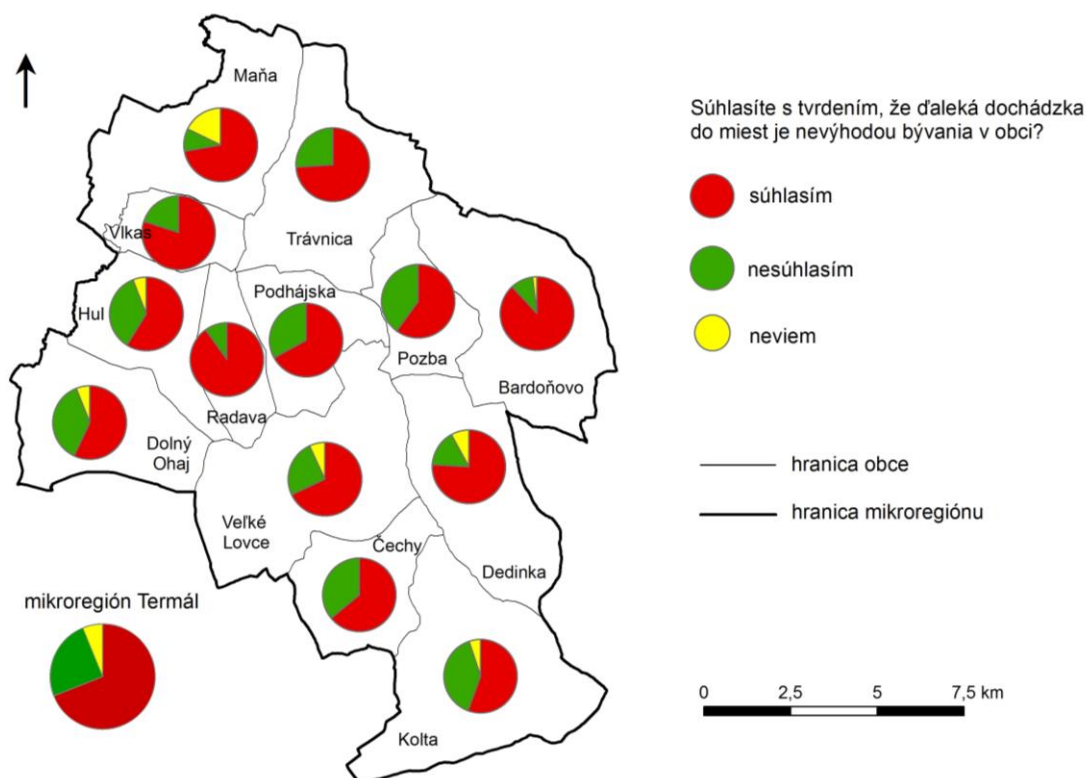 Maňa
Vlkas
Trávnica
Hul
Podhájska
Pozba
Bardoňovo
Radava
Dolný
Ohaj
Veľké
Lovce
Čechy
Dedinka
Kolta
mikroregión Termál
Súhlasíte s tvrdením, že ďaleká dochádzka
do miest je nevýhodou bývania v obci?
súhlasím
nesúhlasím
neviem
hranica obce
hranica mikroregiónu
0 2,5 5 7,5 km